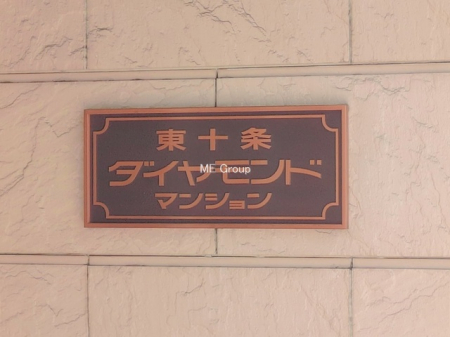 東十条
ダイヤモンド
ME Group
マンション